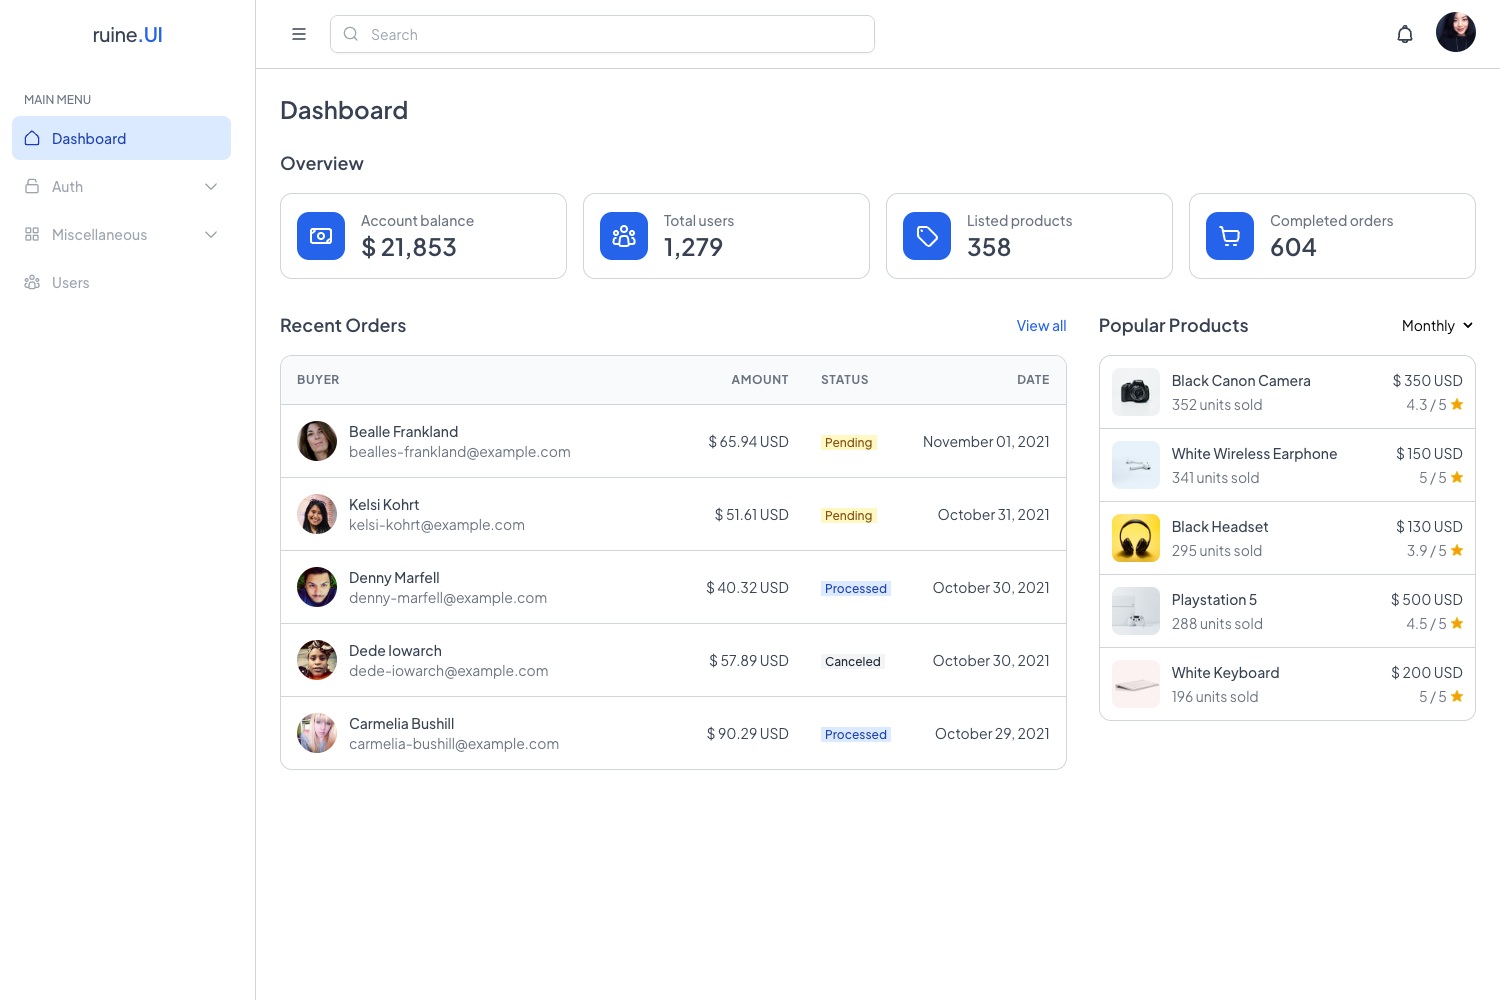 ruine.UI
Search
MAIN MENU
Dashboard
Auth
Miscellaneous
Users
Dashboard
Overview
Account balance
$ 21,853
Total users
1,279
Listed products
358
Completed orders
604
Recent Orders
View all
BUYER AMOUNT STATUS DATE
Bealle Frankland
bealles-frankland@example.com
$ 65.94 USD Pending November 01, 2021
Kelsi Kohrt
kelsi-kohrt@example.com
$ 51.61 USD Pending October 31, 2021
Denny Marfell
denny-marfell@example.com
$ 40.32 USD Processed October 30, 2021
Dede Iowarch
dede-iowarch@example.com
$ 57.89 USD Canceled October 30, 2021
Carmelia Bushill
carmelia-bushill@example.com
$ 90.29 USD Processed October 29, 2021
Popular Products
Monthly
Black Canon Camera $ 350 USD
352 units sold 4.3 / 5
White Wireless Earphone $ 150 USD
341 units sold 5 / 5
Black Headset $ 130 USD
295 units sold 3.9 / 5
Playstation 5 $ 500 USD
288 units sold 4.5 / 5
White Keyboard $ 200 USD
196 units sold 5 / 5